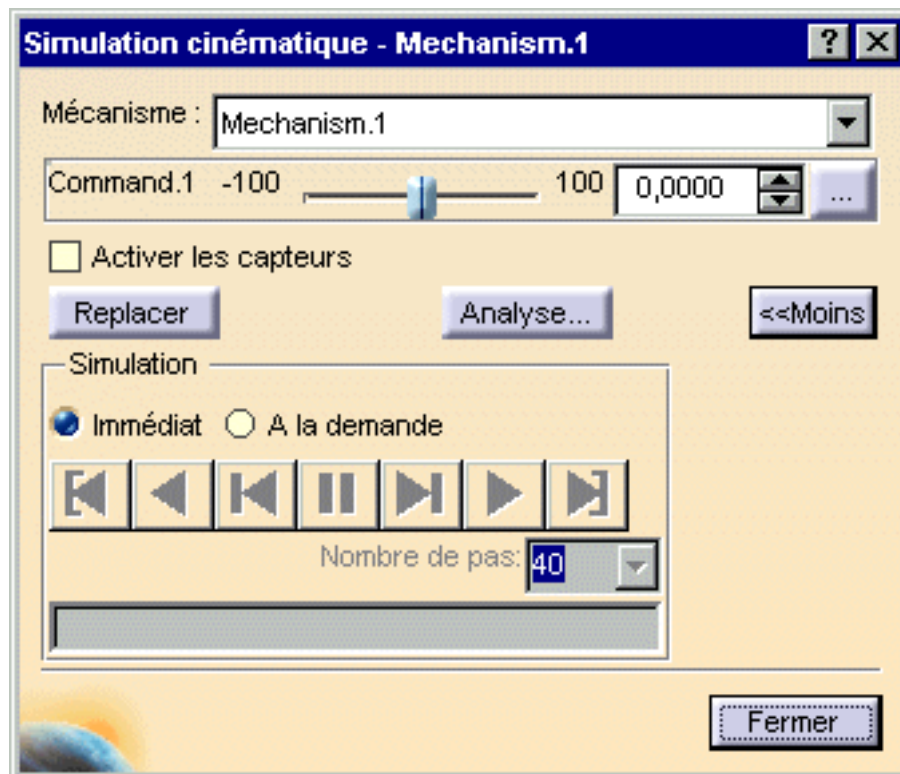 Simulation cinématique - Mechanism.1 ? X
Mécanisme : Mechanism.1
Command.1 -100 100 0,0000 ...
Activer les capteurs
Replacer Analyse... <<Moins
Simulation
Immédiat A la demande
Nombre de pas: 40
Fermer